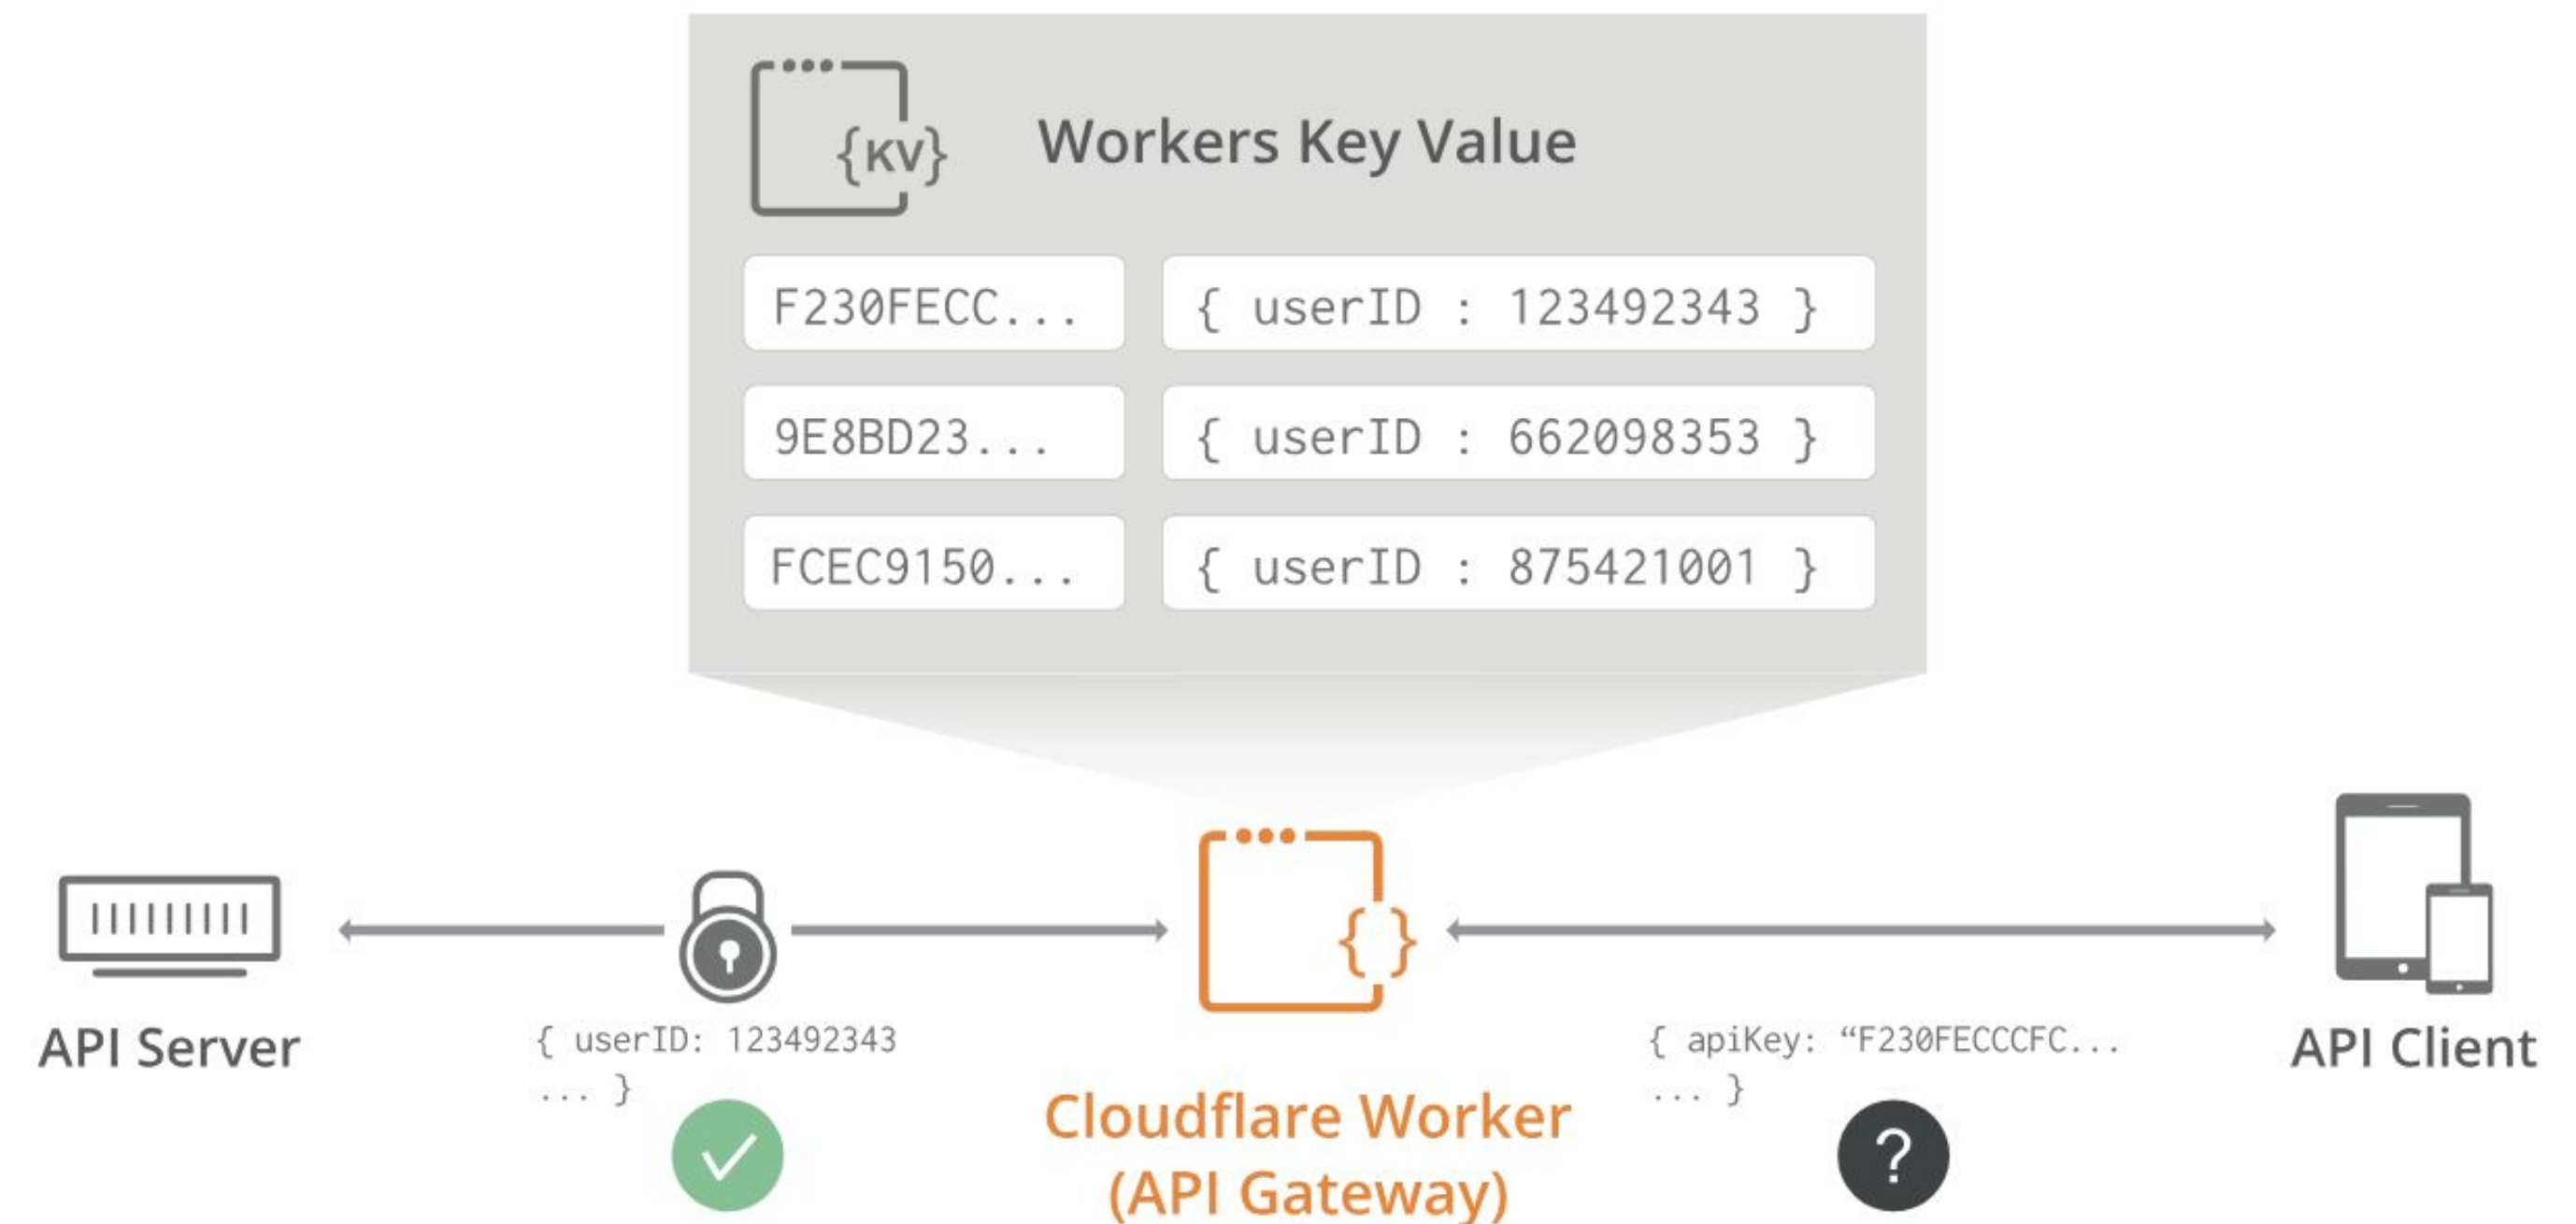 {KV}
Workers Key Value
F230FECC...
{ userID : 123492343 }
9E8BD23...
{ userID : 662098353 }
FCEC9150...
{ userID : 875421001 }
{ }
API Server
{ userID: 123492343
... }
Cloudflare Worker
(API Gateway)
{ apiKey: “F230FECCCFC...
... }
?
API Client